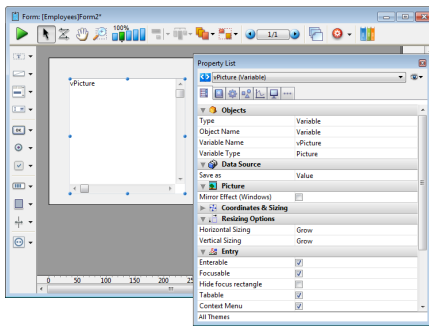 Form: [Employees]Form2*
100%
1/1
vPicture
OK
0 50 100 150 200 25
Property List
vPicture (Variable)
Objects
Type Variable
Object Name Variable
Variable Name vPicture
Variable Type Picture
Data Source
Save as Value
Picture
Mirror Effect (Windows)
Coordinates & Sizing
Resizing Options
Horizontal Sizing Grow
Vertical Sizing Grow
Entry
Enterable
Focusable
Hide focus rectangle
Tabable
Context Menu
All Themes